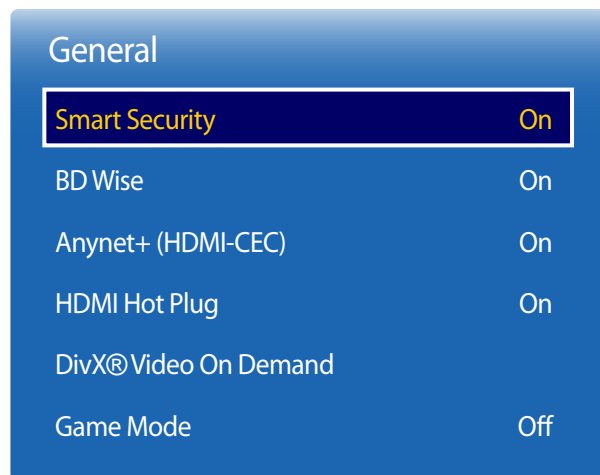 General
Smart Security On
BD Wise On
Anynet+ (HDMI-CEC) On
HDMI Hot Plug On
DivX® Video On Demand
Game Mode Off